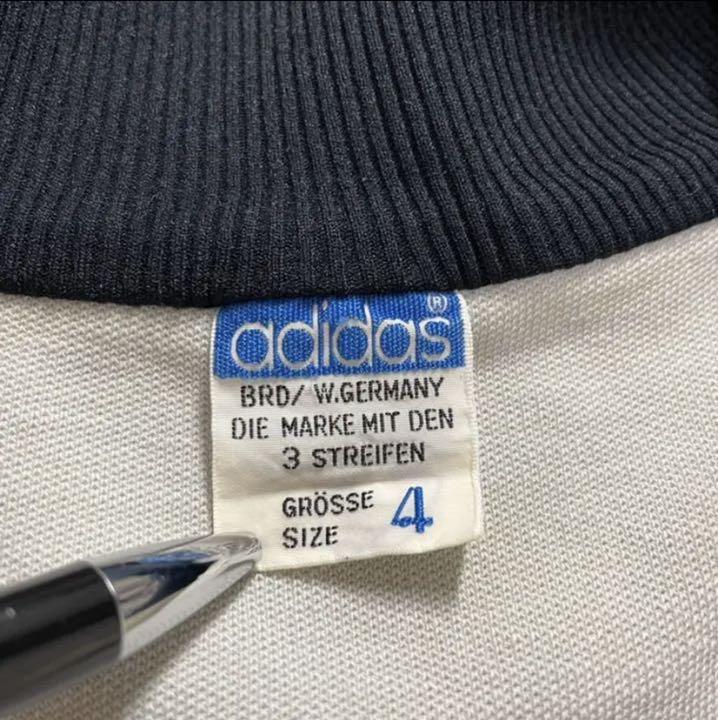 adidas®
BRD/ W.GERMANY
DIE MARKE MIT DEN
3 STREIFEN
GRÖSSE
SIZE 4